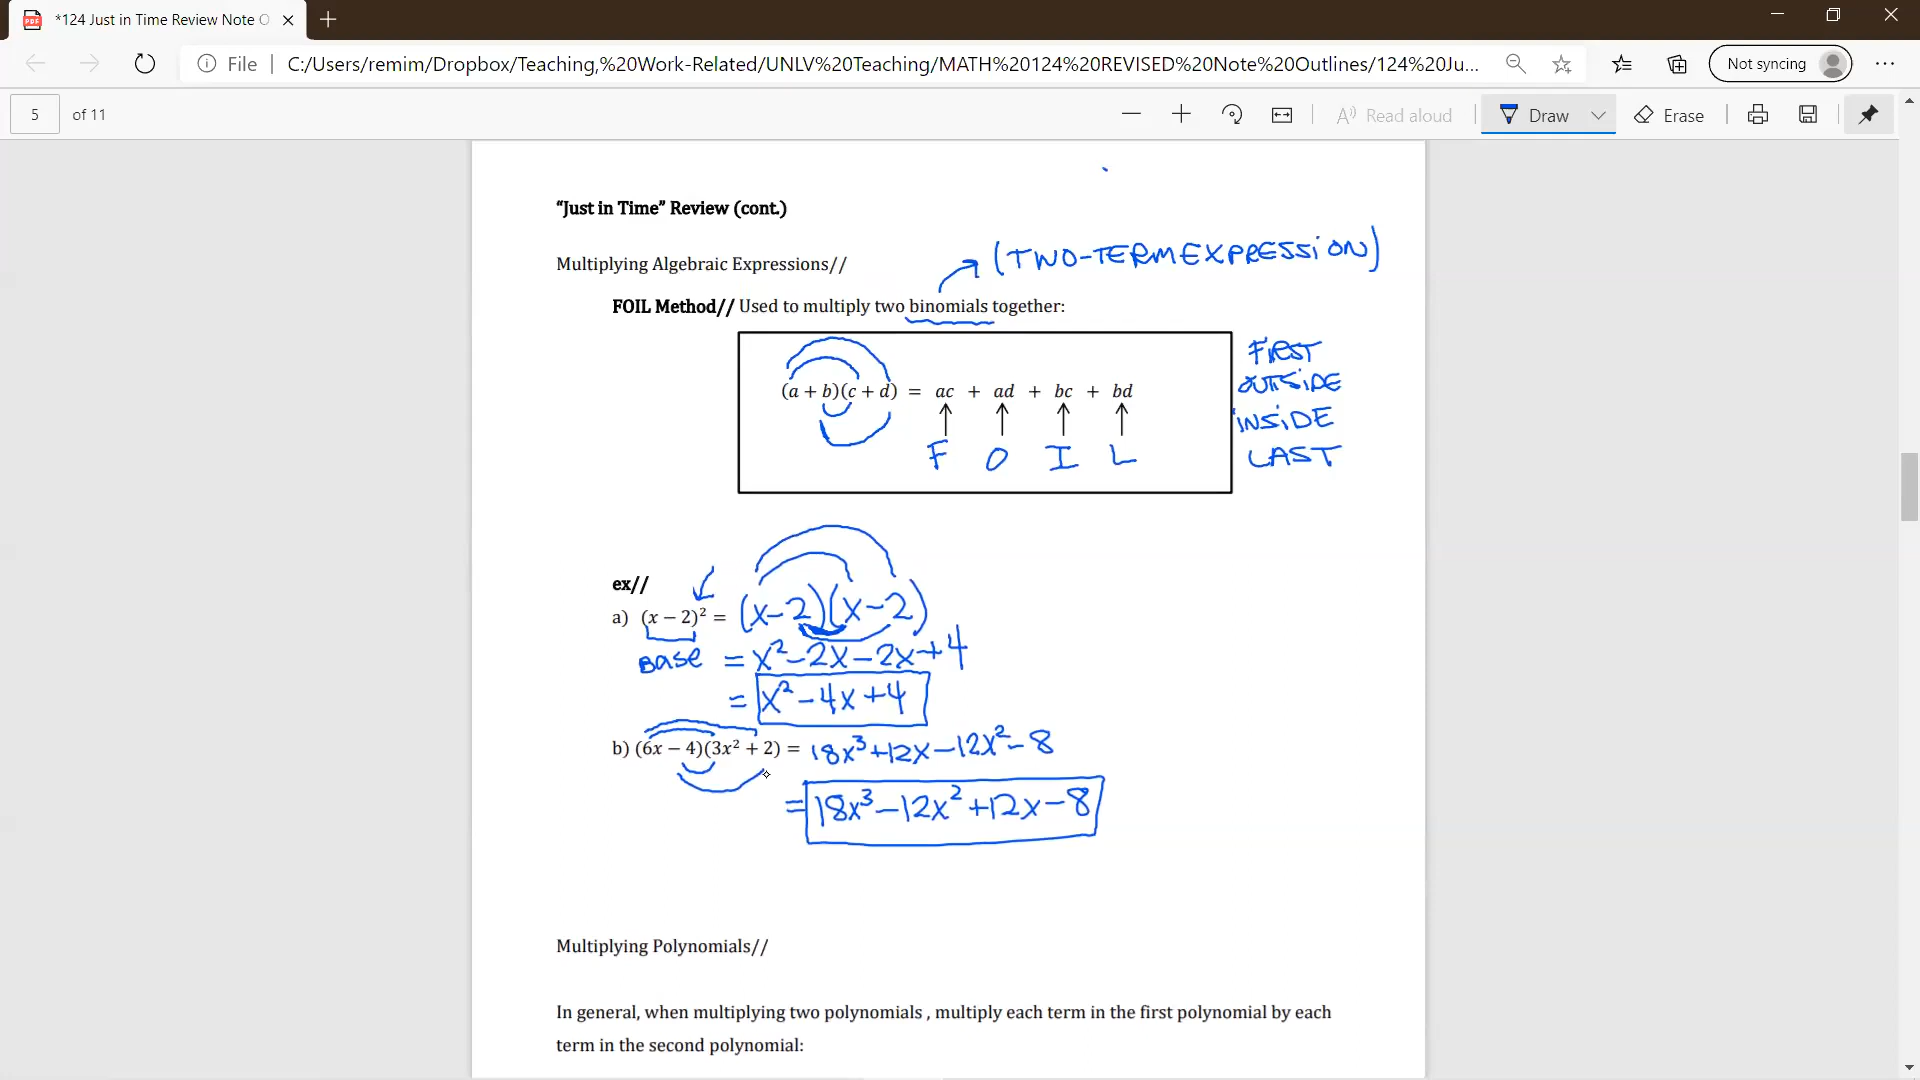 *124 Just in Time Review Note O
File | C:/Users/remim/Dropbox/Teaching,%20Work-Related/UNLV%20Teaching/MATH%20124%20REVISED%20Note%20Outlines/124%20Ju...
Not syncing
5 of 11
Read aloud
Draw
Erase
“Just in Time” Review (cont.)
(TWO-TERM EXPRESSION)
Multiplying Algebraic Expressions//
FOIL Method// Used to multiply two binomials together:
(a + b)(c + d) = ac + ad + bc + bd
F O I L
FIRST
OUTSIDE
INSIDE
LAST
ex//
a) (x − 2)² = (x-2)(x-2)
BASE = x²-2x-2x+4
= x²-4x+4
b) (6x − 4)(3x² + 2) = 18x³+12x-12x²-8
= 18x³-12x²+12x-8
Multiplying Polynomials//
In general, when multiplying two polynomials , multiply each term in the first polynomial by each
term in the second polynomial: